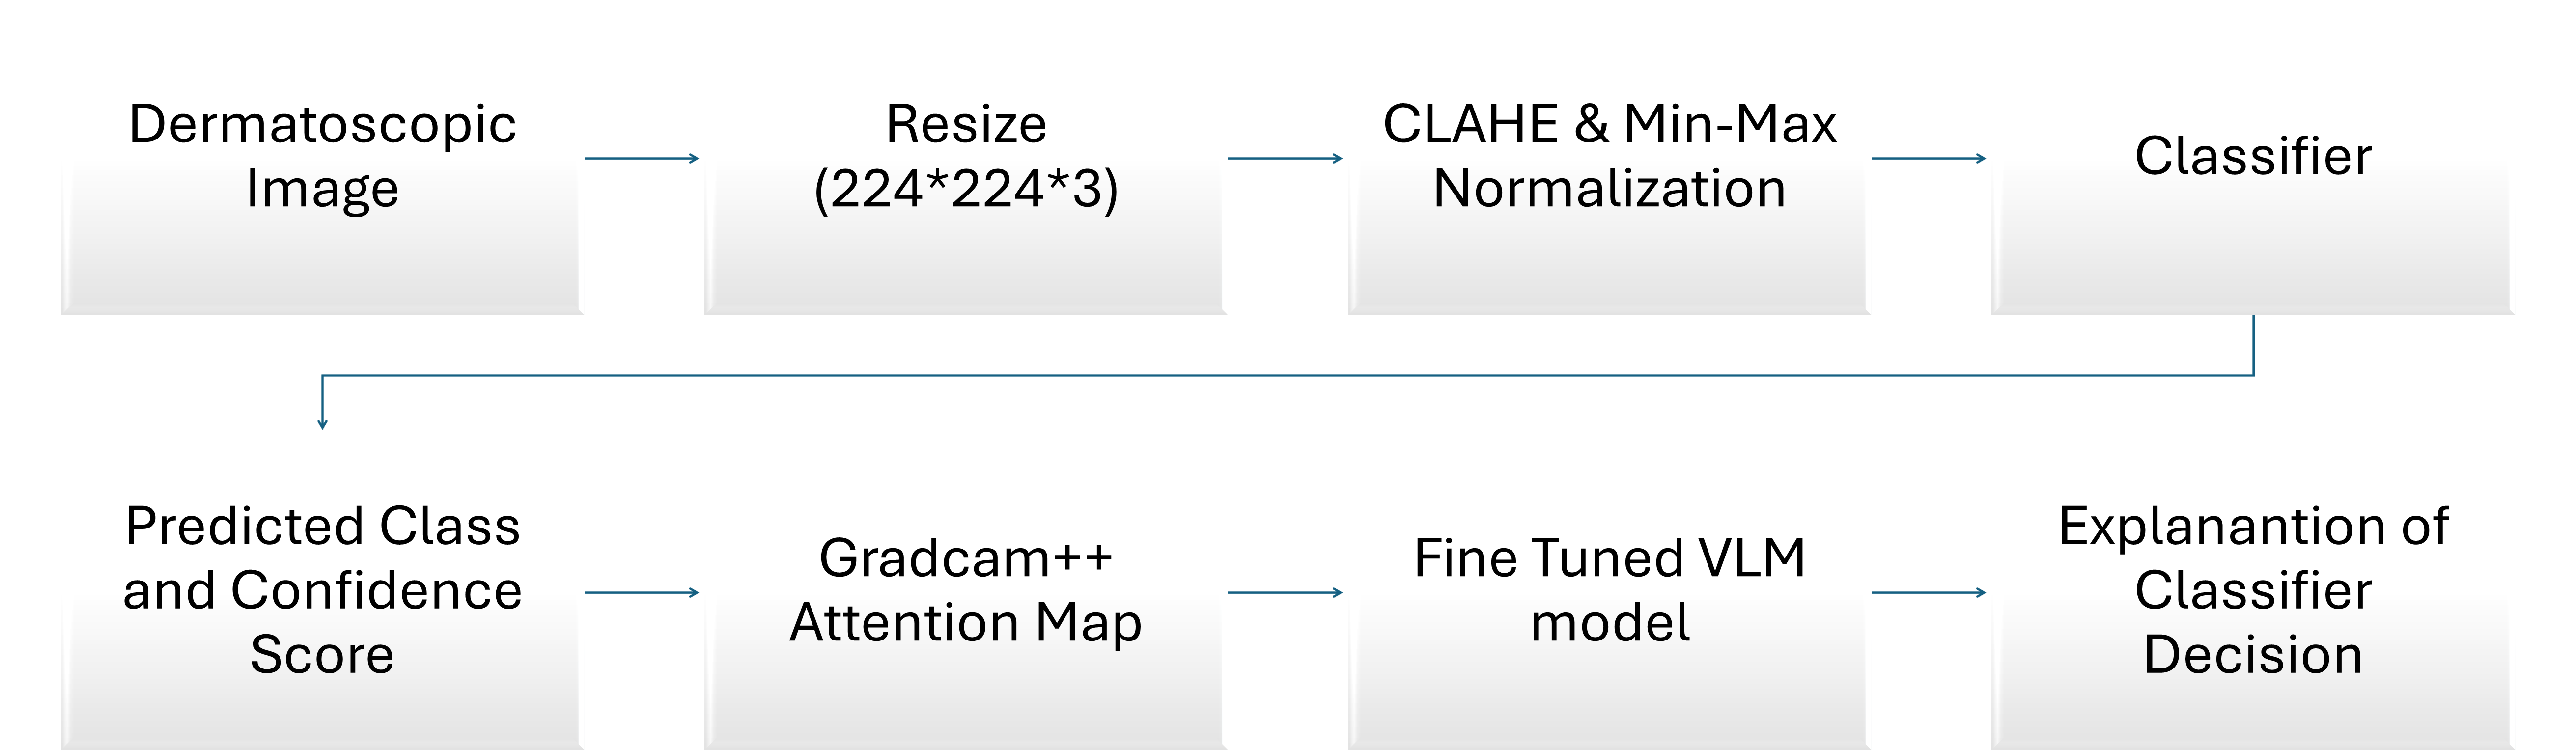 Dermatoscopic
Image
Resize
(224*224*3)
CLAHE & Min-Max
Normalization
Classifier
Predicted Class
and Confidence
Score
Gradcam++
Attention Map
Fine Tuned VLM
model
Explanantion of
Classifier
Decision